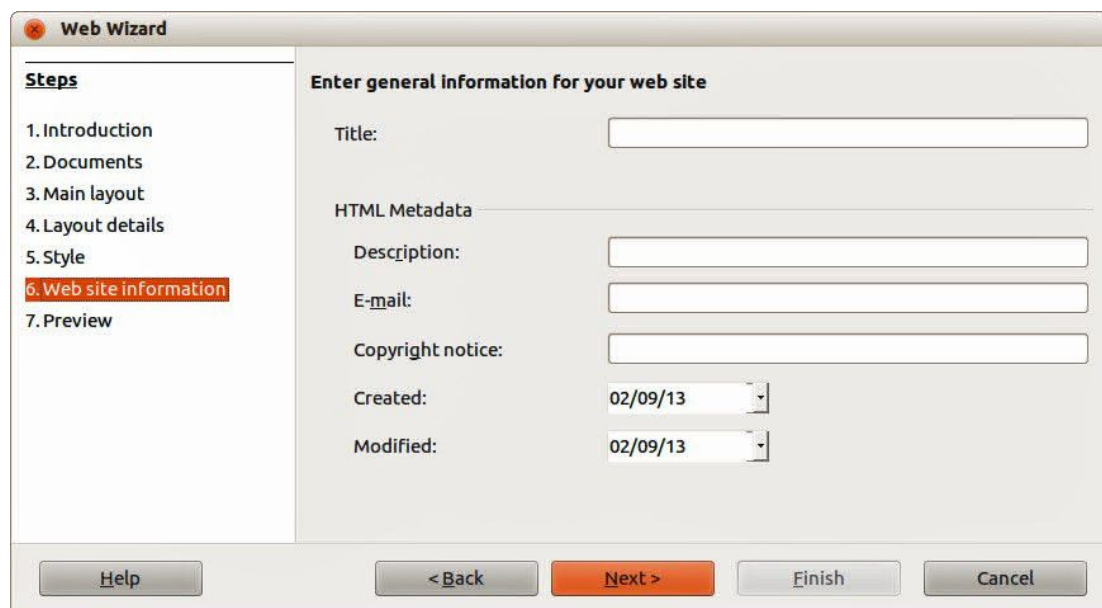 Web Wizard
Steps
1. Introduction
2. Documents
3. Main layout
4. Layout details
5. Style
6. Web site information
7. Preview
Enter general information for your web site
Title:
HTML Metadata
Description:
E-mail:
Copyright notice:
Created: 02/09/13
Modified: 02/09/13
Help < Back Next > Finish Cancel